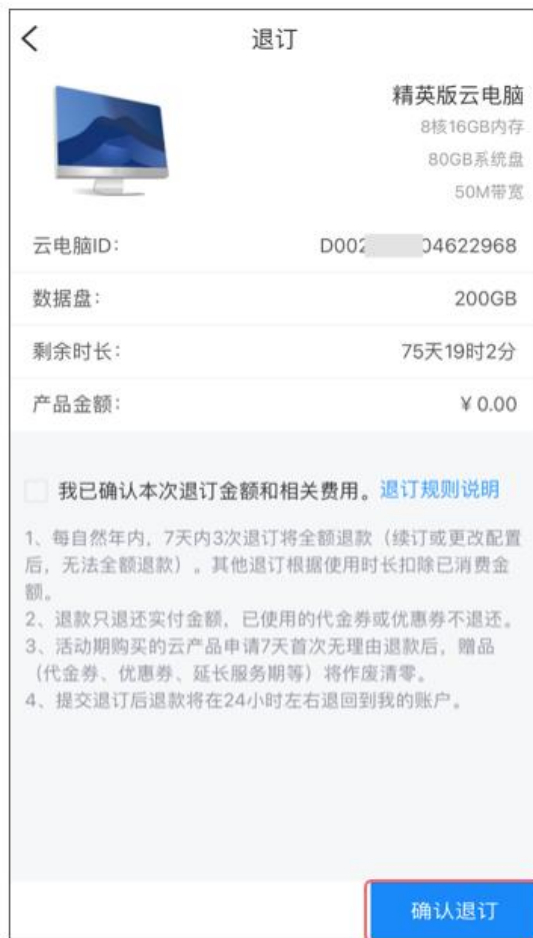 退订
精英版云电脑
8核16GB内存
80GB系统盘
50M带宽
云电脑ID: D002 04622968
数据盘: 200GB
剩余时长: 75天19时2分
产品金额: ¥0.00
我已确认本次退订金额和相关费用。退订规则说明
1、每自然年内，7天内3次退订将全额退款（续订或更改配置
后，无法全额退款）。其他退订根据使用时长扣除已消费金
额。
2、退款只退还实付金额，已使用的代金券或优惠券不退还。
3、活动期购买的云产品申请7天首次无理由退款后，赠品
（代金券、优惠券、延长服务期等）将作废清零。
4、提交退订后退款将在24小时左右退回到我的账户。
确认退订